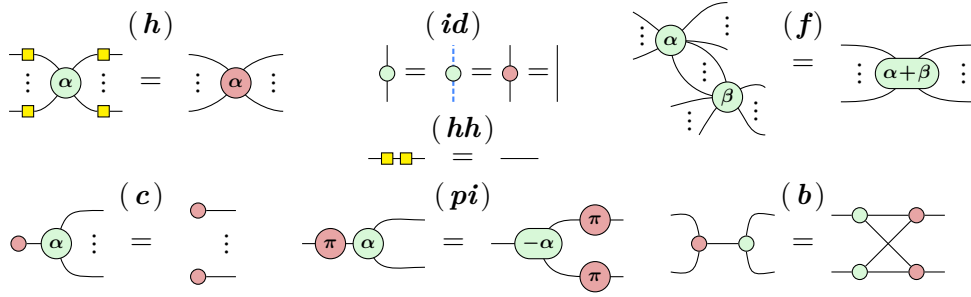 (h)
α = α
(id)
= = =
(f)
α β = α+β
(hh)
=
(c)
α =
(pi)
π α = -α π π
(b)
=